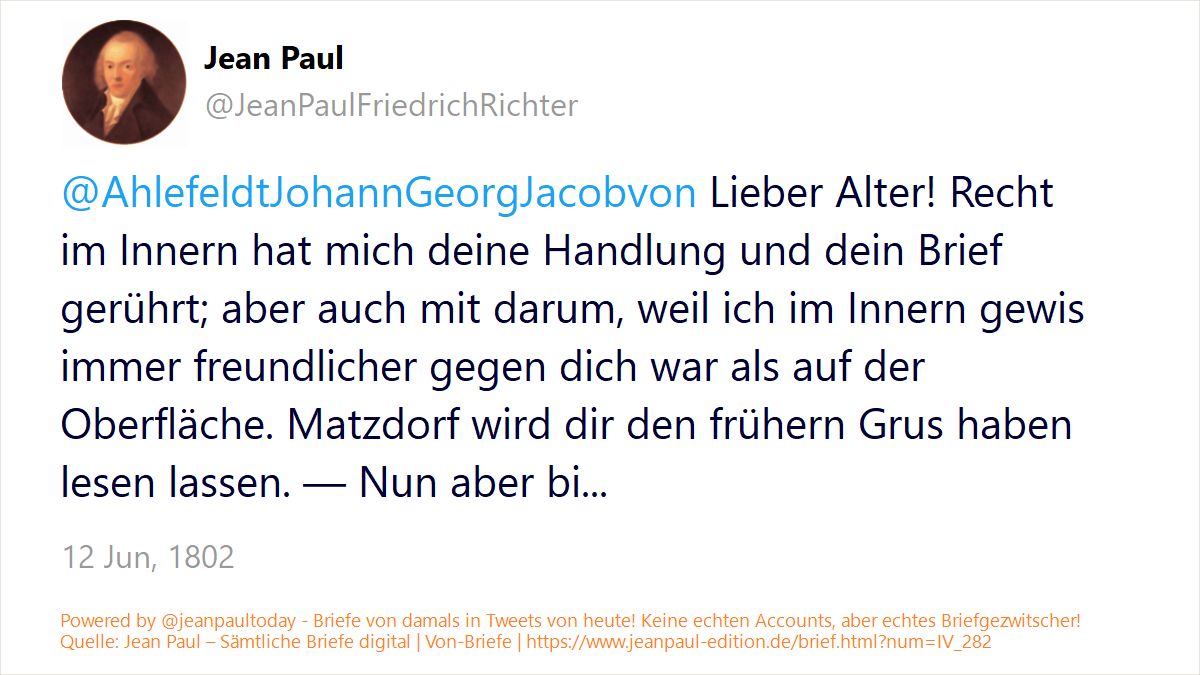 Jean Paul
@JeanPaulFriedrichRichter
@AhlefeldtJohannGeorgJacobvon Lieber Alter! Recht
im Innern hat mich deine Handlung und dein Brief
gerührt; aber auch mit darum, weil ich im Innern gewis
immer freundlicher gegen dich war als auf der
Oberfläche. Matzdorf wird dir den frühern Grus haben
lesen lassen. — Nun aber bi...
12 Jun, 1802
Powered by @jeanpaultoday - Briefe von damals in Tweets von heute! Keine echten Accounts, aber echtes Briefgezwitscher!
Quelle: Jean Paul – Sämtliche Briefe digital | Von-Briefe | https://www.jeanpaul-edition.de/brief.html?num=IV_282